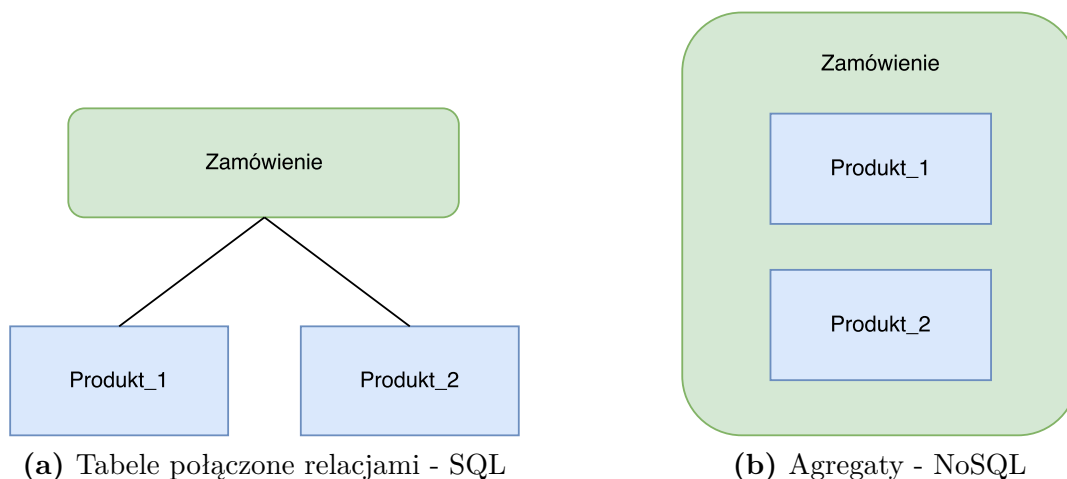 Zamówienie
Produkt_1
Produkt_2
(a) Tabele połączone relacjami - SQL
Zamówienie
Produkt_1
Produkt_2
(b) Agregaty - NoSQL